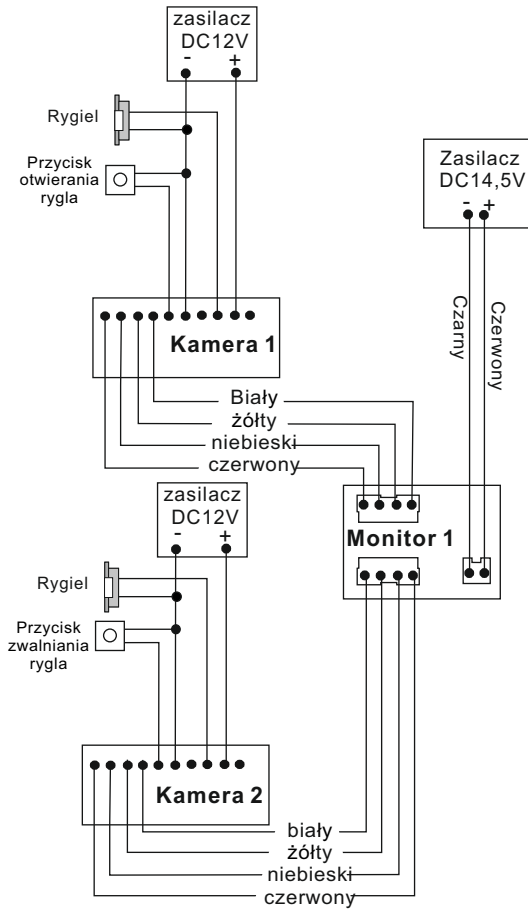 zasilacz
DC12V
- +
Rygiel
Przycisk
otwierania
rygla
Zasilacz
DC14,5V
- +
Czarny
Czerwony
Kamera 1
Biały
żółty
niebieski
czerwony
zasilacz
DC12V
- +
Monitor 1
Rygiel
Przycisk
zwalniania
rygla
Kamera 2
biały
żółty
niebieski
czerwony